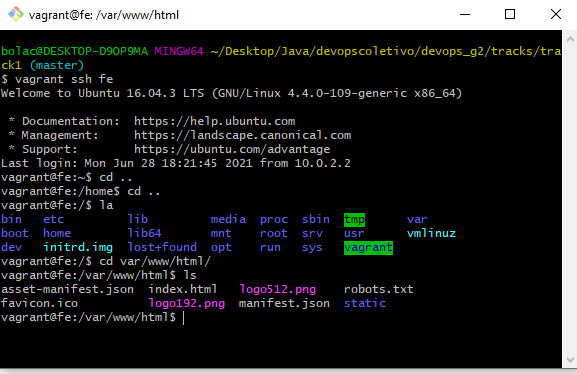 vagrant@fe: /var/www/html
bolac@DESKTOP-D9OP9MA MINGW64 ~/Desktop/Java/devopscoletivo/devops_g2/tracks/tra
ck1 (master)
$ vagrant ssh fe
Welcome to Ubuntu 16.04.3 LTS (GNU/Linux 4.4.0-109-generic x86_64)
* Documentation:  https://help.ubuntu.com
* Management:     https://landscape.canonical.com
* Support:        https://ubuntu.com/advantage
Last login: Mon Jun 28 18:21:45 2021 from 10.0.2.2
vagrant@fe:~$ cd ..
vagrant@fe:/home$ cd ..
vagrant@fe:/$ la
bin   etc         lib         media  proc  sbin  tmp      var
boot  home        lib64       mnt    root  srv   usr      vmlinuz
dev   initrd.img  lost+found  opt    run   sys   vagrant
vagrant@fe:/$ cd var/www/html/
vagrant@fe:/var/www/html$ ls
asset-manifest.json  index.html   logo512.png    robots.txt
favicon.ico          logo192.png  manifest.json  static
vagrant@fe:/var/www/html$